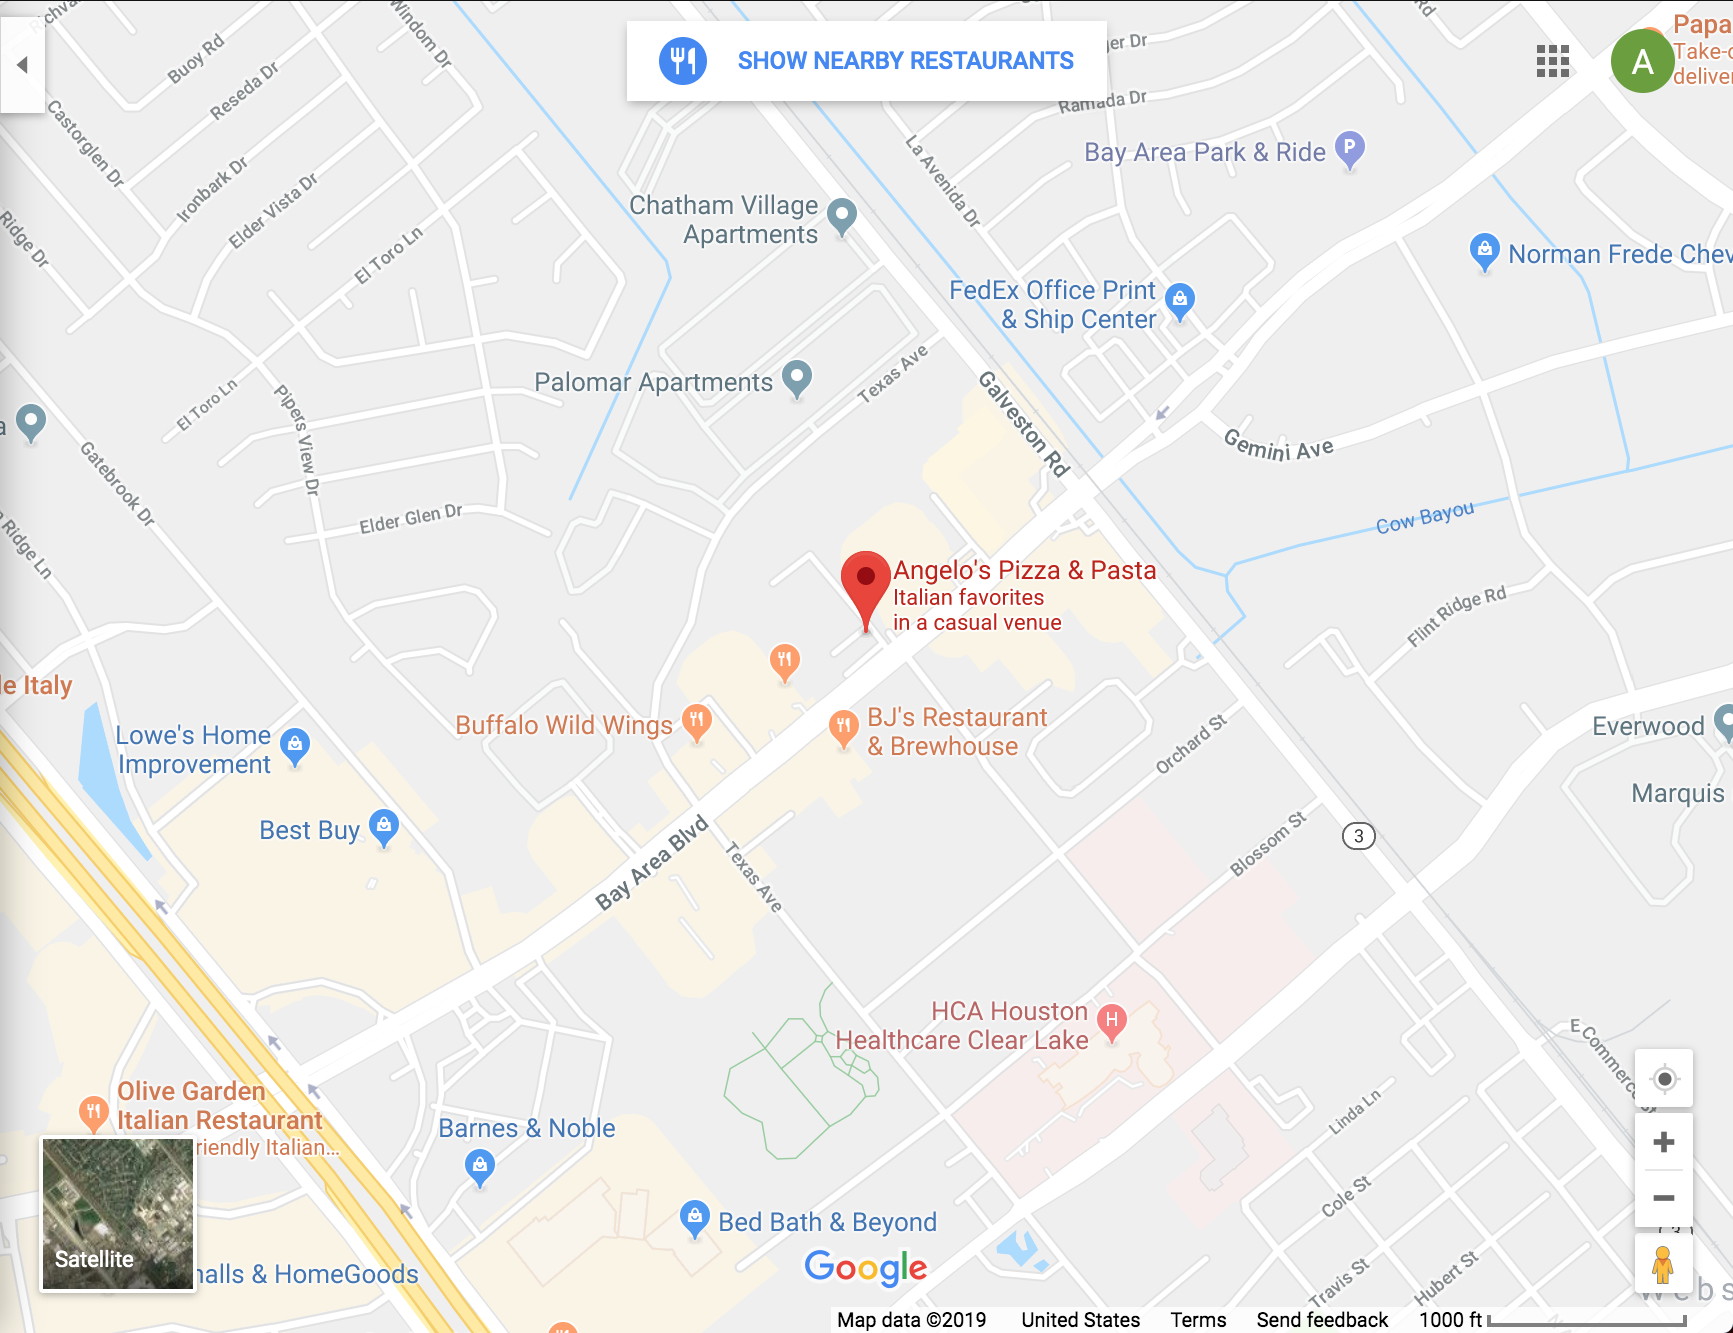 SHOW NEARBY RESTAURANTS
A
Papa
Take-o
deliver
Windom Dr
Buoy Rd
Reseda Dr
Castorglen Dr
Ironbark Dr
Elder Vista Dr
Ridge Dr
El Toro Ln
Ramada Dr
La Avenida Dr
Bay Area Park & Ride
P
Chatham Village
Apartments
Norman Frede Chev
FedEx Office Print
& Ship Center
Palomar Apartments
Texas Ave
Galveston Rd
Gemini Ave
El Toro Ln
Pipers View Dr
Gatebrook Dr
Elder Glen Dr
Ridge Ln
Cow Bayou
Angelo's Pizza & Pasta
Italian favorites
in a casual venue
Flint Ridge Rd
le Italy
Lowe's Home
Improvement
Buffalo Wild Wings
BJ's Restaurant
& Brewhouse
Orchard St
Everwood
Marquis
Best Buy
Bay Area Blvd
Texas Ave
Blossom St
3
HCA Houston
Healthcare Clear Lake
H
E Commerce St
Olive Garden
Italian Restaurant
riendly Italian...
Barnes & Noble
Linda Ln
Cole St
Bed Bath & Beyond
Satellite
halls & HomeGoods
Google
Travis St
Hubert St
Webs
Map data ©2019
United States
Terms
Send feedback
1000 ft